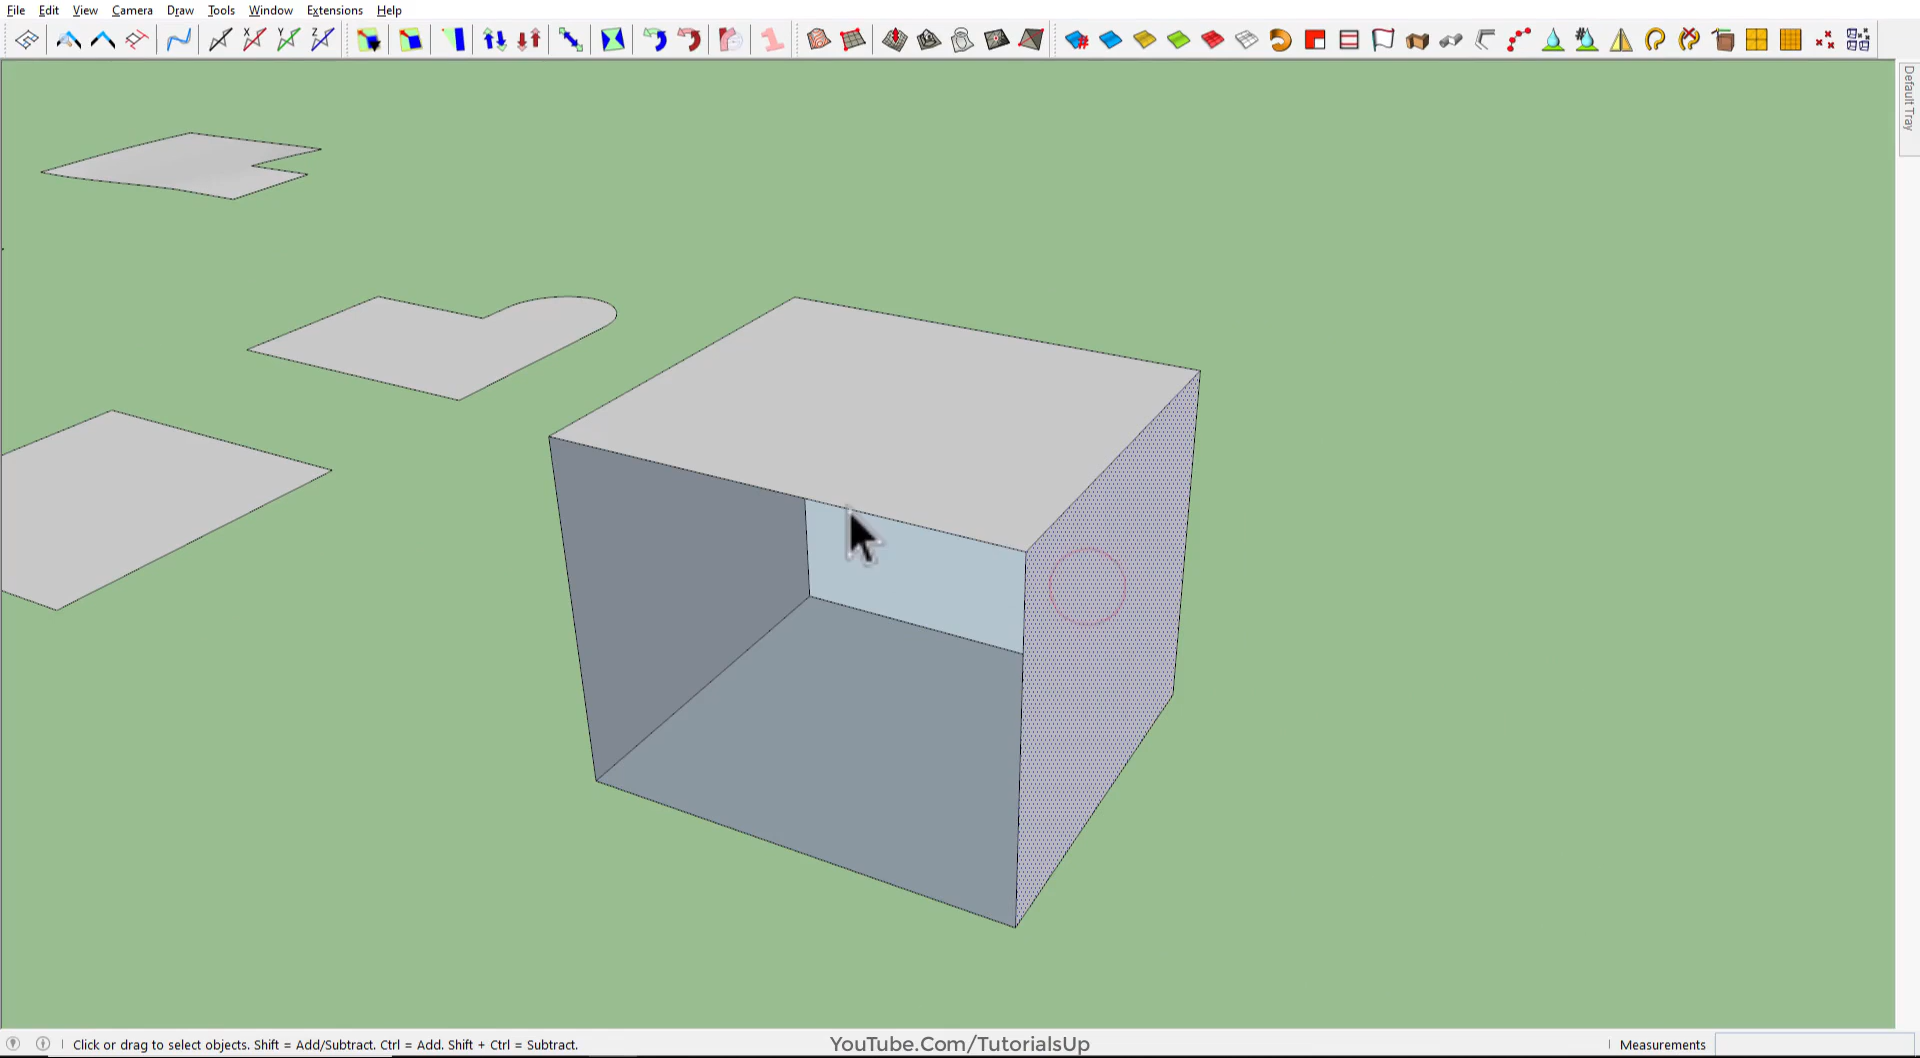 File Edit View Camera Draw Tools Window Extensions Help
Default Tray
Click or drag to select objects. Shift = Add/Subtract. Ctrl = Add. Shift + Ctrl = Subtract.
YouTube.Com/TutorialsUp
Measurements